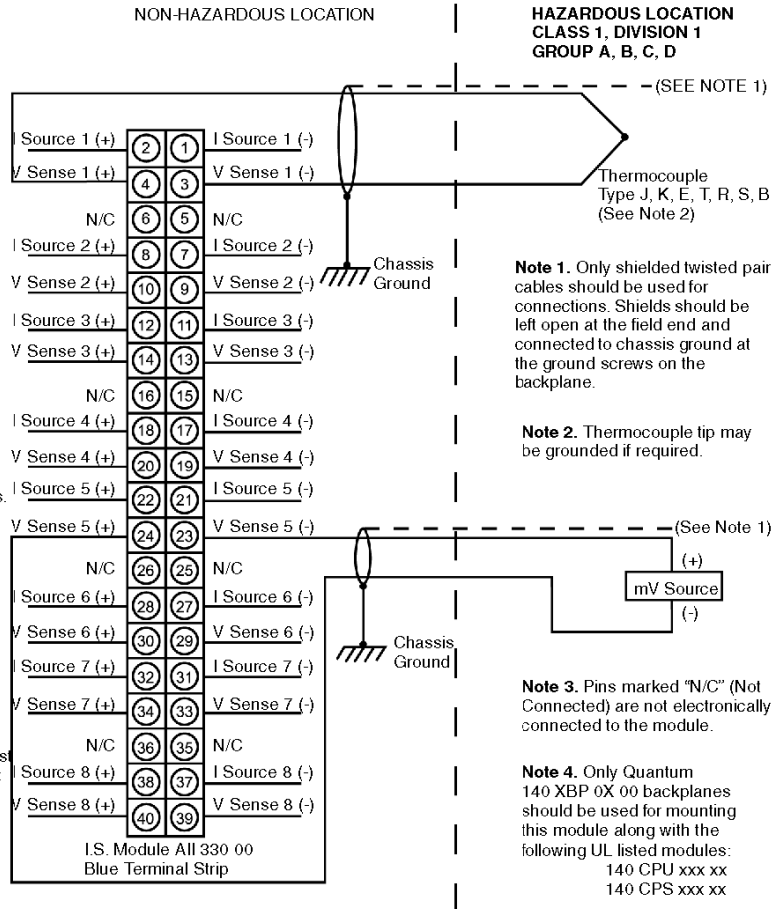 NON-HAZARDOUS LOCATION
HAZARDOUS LOCATION
CLASS 1, DIVISION 1
GROUP A, B, C, D
(SEE NOTE 1)
I Source 1 (+) 2 1 I Source 1 (-)
V Sense 1 (+) 4 3 V Sense 1 (-)
Thermocouple
Type J, K, E, T, R, S, B
(See Note 2)
N/C 6 5 N/C
I Source 2 (+) 8 7 I Source 2 (-)
V Sense 2 (+) 10 9 V Sense 2 (-)
Chassis
Ground
I Source 3 (+) 12 11 I Source 3 (-)
V Sense 3 (+) 14 13 V Sense 3 (-)
N/C 16 15 N/C
I Source 4 (+) 18 17 I Source 4 (-)
V Sense 4 (+) 20 19 V Sense 4 (-)
s. I Source 5 (+) 22 21 I Source 5 (-)
V Sense 5 (+) 24 23 V Sense 5 (-)
N/C 26 25 N/C
I Source 6 (+) 28 27 I Source 6 (-)
V Sense 6 (+) 30 29 V Sense 6 (-)
Chassis
Ground
I Source 7 (+) 32 31 I Source 7 (-)
V Sense 7 (+) 34 33 V Sense 7 (-)
N/C 36 35 N/C
st
I Source 8 (+) 38 37 I Source 8 (-)
V Sense 8 (+) 40 39 V Sense 8 (-)
I.S. Module AII 330 00
Blue Terminal Strip
Note 1. Only shielded twisted pair
cables should be used for
connections. Shields should be
left open at the field end and
connected to chassis ground at
the ground screws on the
backplane.
Note 2. Thermocouple tip may
be grounded if required.
(See Note 1)
(+)
mV Source
(-)
Note 3. Pins marked “N/C” (Not
Connected) are not electronically
connected to the module.
Note 4. Only Quantum
140 XBP 0X 00 backplanes
should be used for mounting
this module along with the
following UL listed modules:
140 CPU xxx xx
140 CPS xxx xx